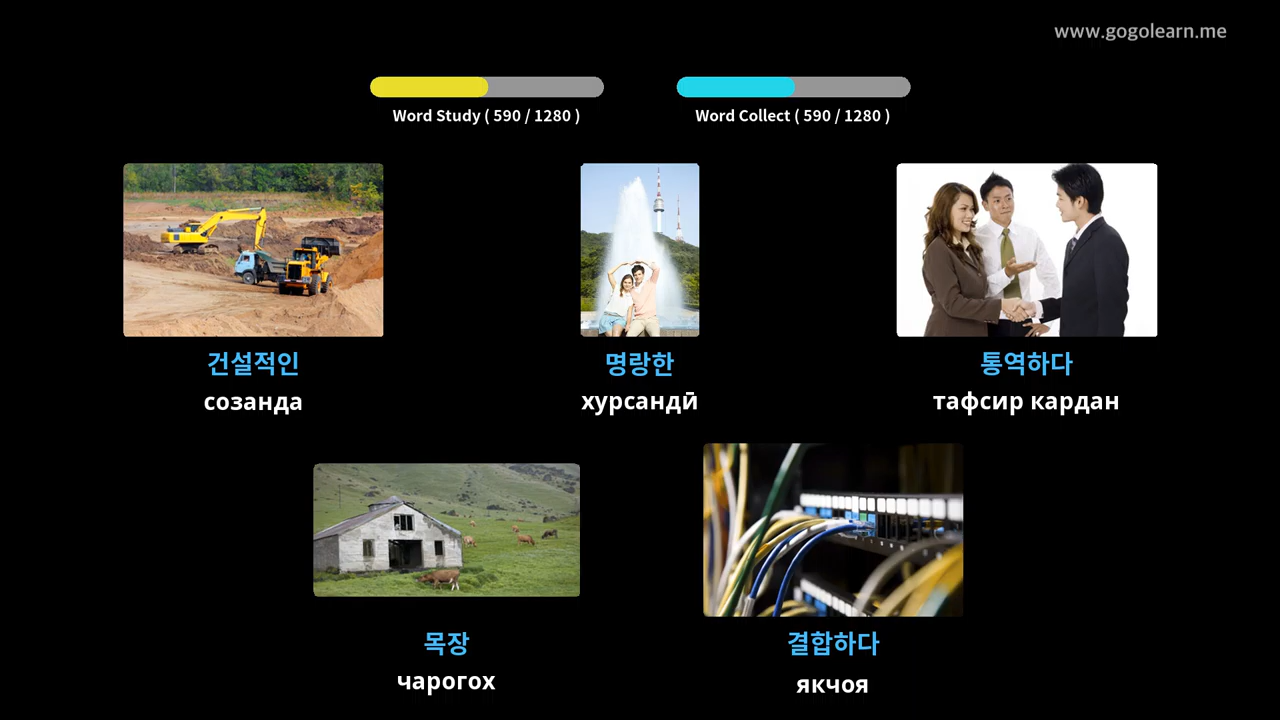 www.gogolearn.me
Word Study ( 590 / 1280 )
Word Collect ( 590 / 1280 )
건설적인
созанда
명랑한
хурсандӣ
통역하다
тафсир кардан
목장
чарогох
결합하다
якчоя